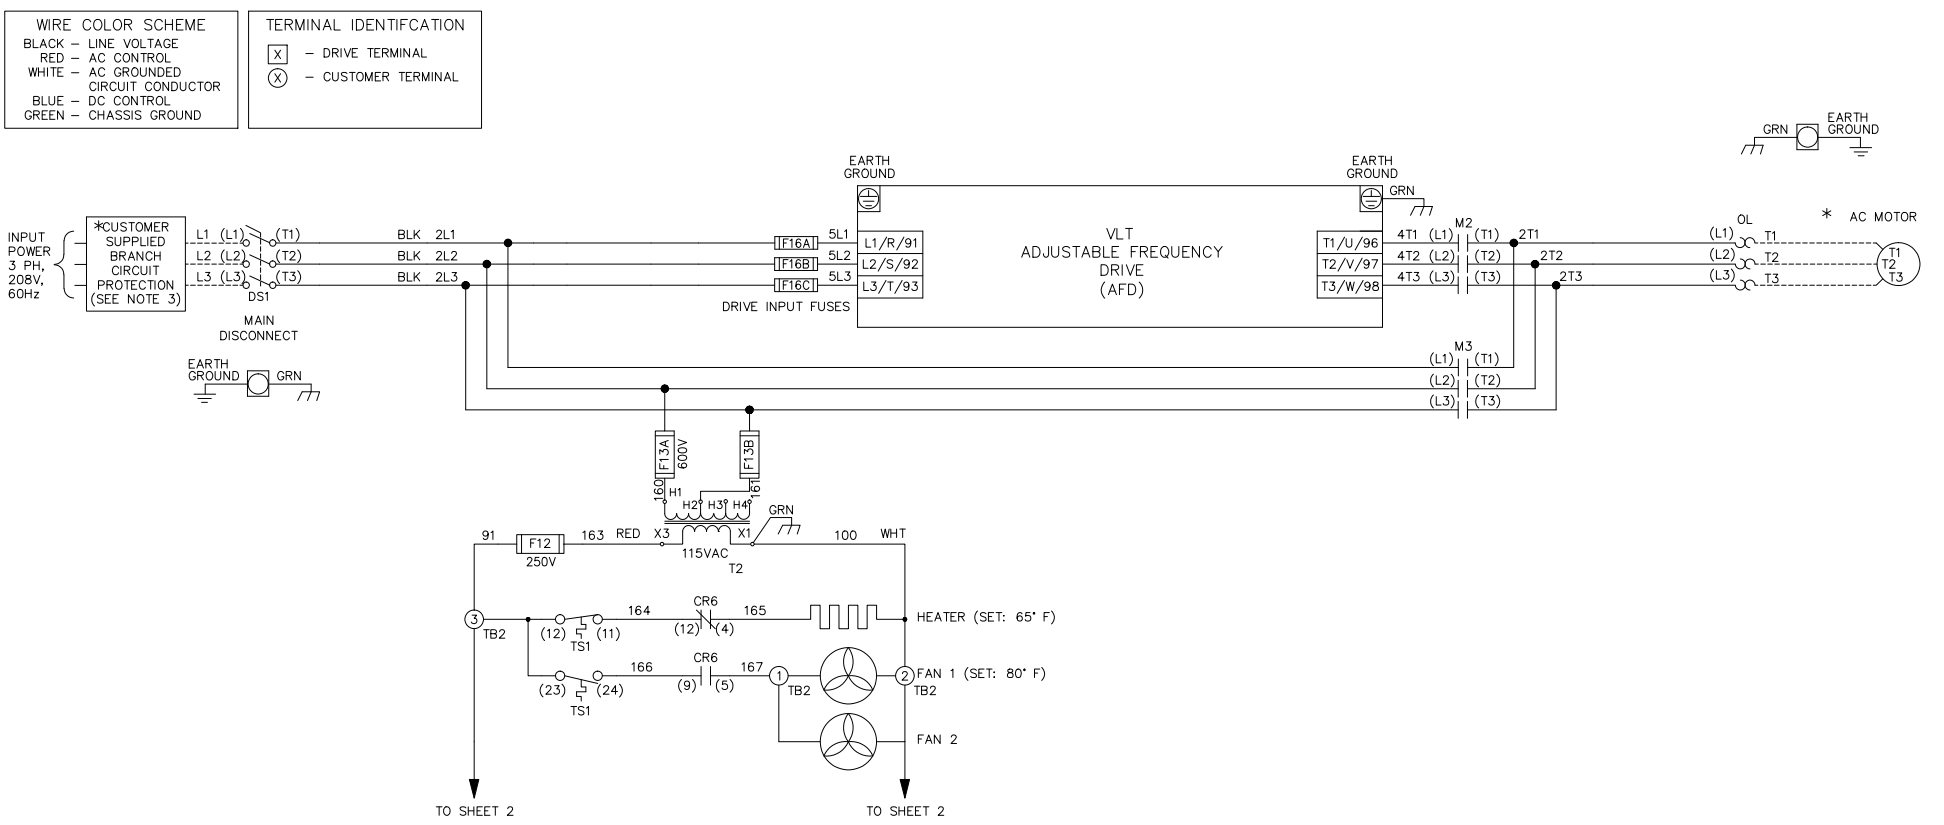 WIRE COLOR SCHEME
BLACK – LINE VOLTAGE
RED – AC CONTROL
WHITE – AC GROUNDED
CIRCUIT CONDUCTOR
BLUE – DC CONTROL
GREEN – CHASSIS GROUND
TERMINAL IDENTIFCATION
X – DRIVE TERMINAL
X – CUSTOMER TERMINAL
INPUT
POWER
3 PH,
208V,
60Hz
*CUSTOMER
SUPPLIED
BRANCH
CIRCUIT
PROTECTION
(SEE NOTE 3)
L1 (L1) (T1) BLK 2L1
L2 (L2) (T2) BLK 2L2
L3 (L3) (T3) BLK 2L3
DS1
MAIN
DISCONNECT
EARTH
GROUND
GRN
F16A 5L1
F16B 5L2
F16C 5L3
DRIVE INPUT FUSES
EARTH
GROUND
L1/R/91
L2/S/92
L3/T/93
VLT
ADJUSTABLE FREQUENCY
DRIVE
(AFD)
EARTH
GROUND
GRN
T1/U/96
T2/V/97
T3/W/98
M2
4T1 (L1) (T1) 2T1
4T2 (L2) (T2) 2T2
4T3 (L3) (T3) 2T3
M3
(L1) (T1)
(L2) (T2)
(L3) (T3)
OL
(L1) T1
(L2) T2
(L3) T3
GRN
EARTH
GROUND
* AC MOTOR
T1
T2
T3
F13A
600V
F13B
160
161
H1
H2
H3
H4
GRN
91
F12
250V
163
RED
X3
X1
115VAC
T2
100
WHT
3
TB2
(12)
(11)
TS1
164
CR6
(12)
(4)
165
HEATER (SET: 65° F)
(23)
(24)
TS1
166
CR6
(9)
(5)
167
1
TB2
2
TB2
FAN 1 (SET: 80° F)
FAN 2
TO SHEET 2
TO SHEET 2